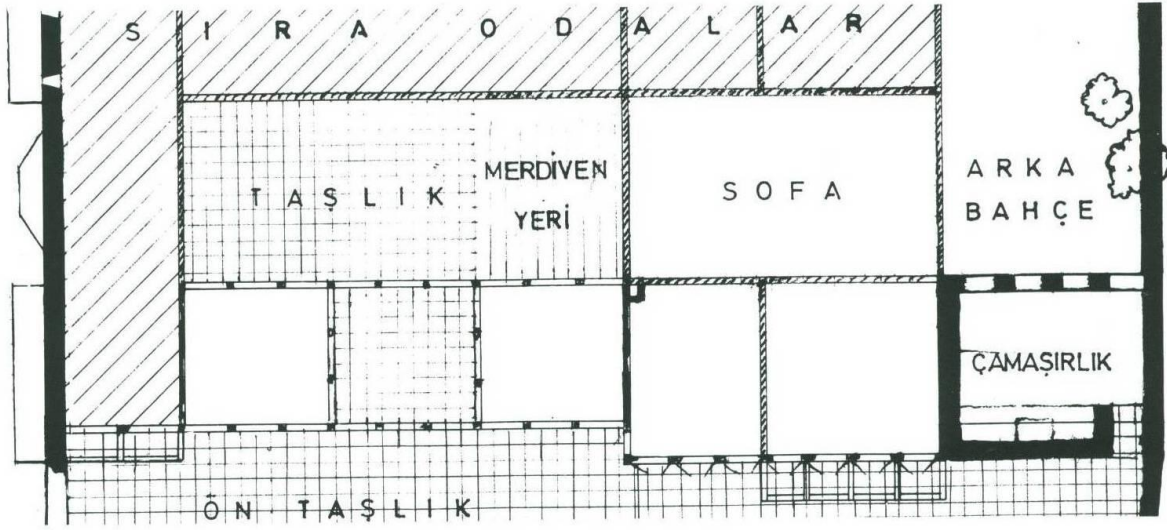 SIRA ODALAR
TAŞLIK
MERDİVEN
YERİ
SOFA
ARKA
BAHÇE
ÇAMAŞIRLIK
ÖN TAŞLIK